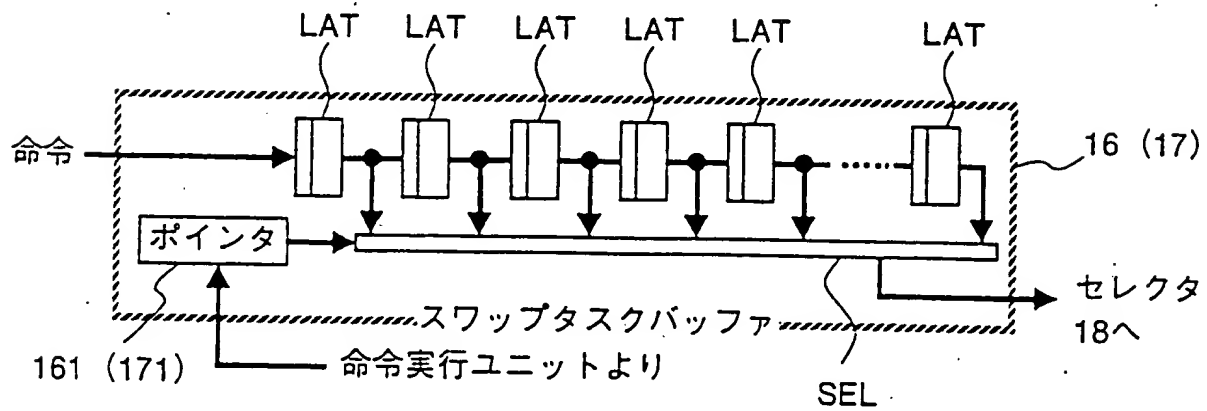 LAT LAT LAT LAT LAT LAT
命令
16 (17)
ポインタ
セレクタ
18へ
スワップタスクバッファ
161 (171)
命令実行ユニットより
SEL